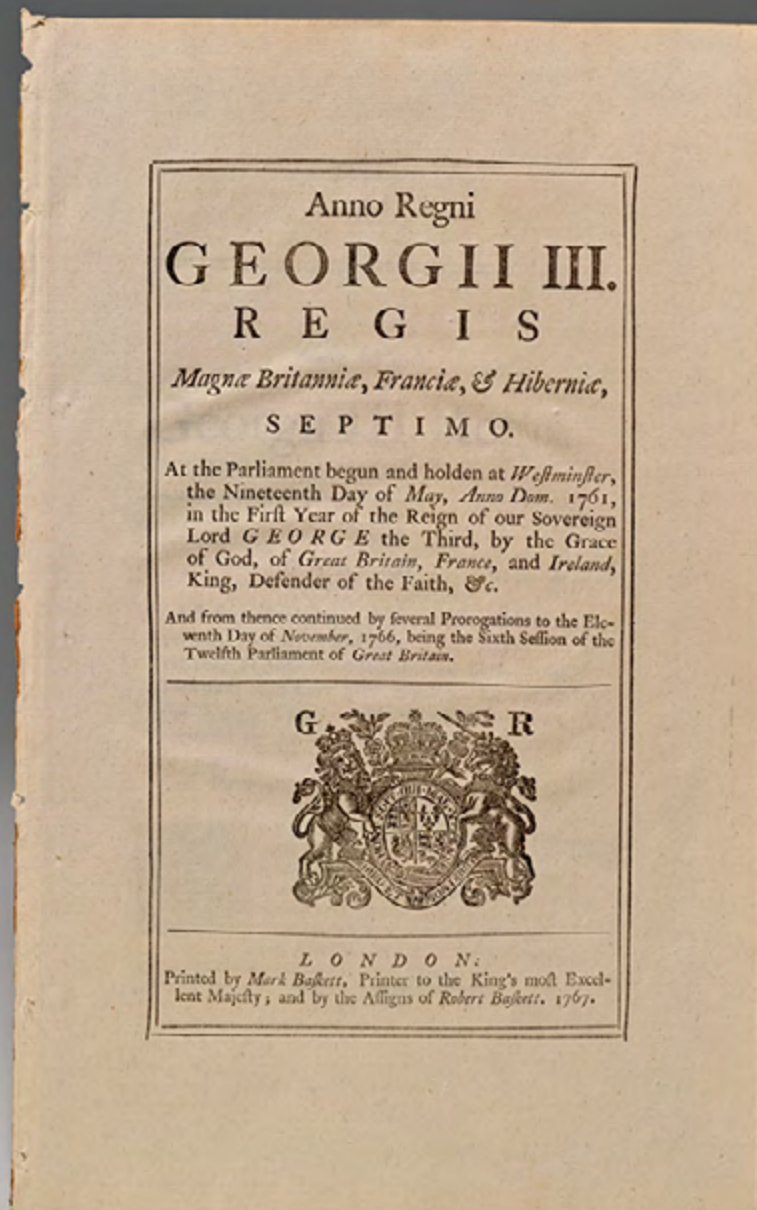 Anno Regni
GEORGII III.
REGIS
Magnæ Britanniæ, Franciæ, & Hiberniæ,
SEPTIMO.
At the Parliament begun and holden at Weſtminſter,
the Nineteenth Day of May, Anno Dom. 1761,
in the Firſt Year of the Reign of our Sovereign
Lord GEORGE the Third, by the Grace
of God, of Great Britain, France, and Ireland,
King, Defender of the Faith, &c.
And from thence continued by ſeveral Prorogations to the Ele-
venth Day of November, 1766, being the Sixth Seſſion of the
Twelfth Parliament of Great Britain.
G R
LONDON:
Printed by Mark Baſkett, Printer to the King's moſt Excel-
lent Majeſty; and by the Aſſigns of Robert Baſkett. 1767.